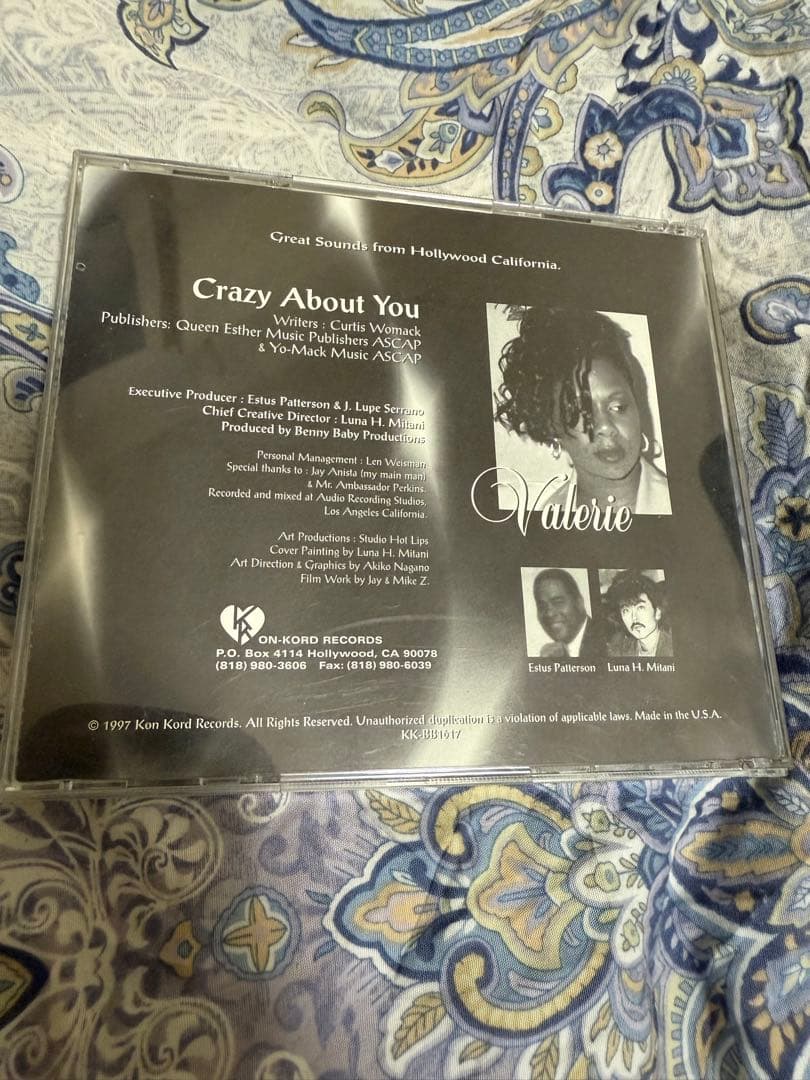 Great Sounds from Hollywood California.
Crazy About You
Writers : Curtis Womack
Publishers: Queen Esther Music Publishers ASCAP
& Yo-Mack Music ASCAP
Executive Producer : Estus Patterson & J. Lupe Serrano
Chief Creative Director : Luna H. Mitani
Produced by Benny Baby Productions
Personal Management : Len Weisman
Special thanks to : Jay Anista (my main man)
& Mr. Ambassador Perkins.
Recorded and mixed at Audio Recording Studios,
Los Angeles California.
Art Productions : Studio Hot Lips
Cover Painting by Luna H. Mitani
Art Direction & Graphics by Akiko Nagano
Film Work by Jay & Mike Z.
Valerie
Estus Patterson Luna H. Mitani
KON-KORD RECORDS
P.O. Box 4114 Hollywood, CA 90078
(818) 980-3606 Fax: (818) 980-6039
© 1997 Kon Kord Records. All Rights Reserved. Unauthorized duplication is a violation of applicable laws. Made in the U.S.A.
KK-BB1617